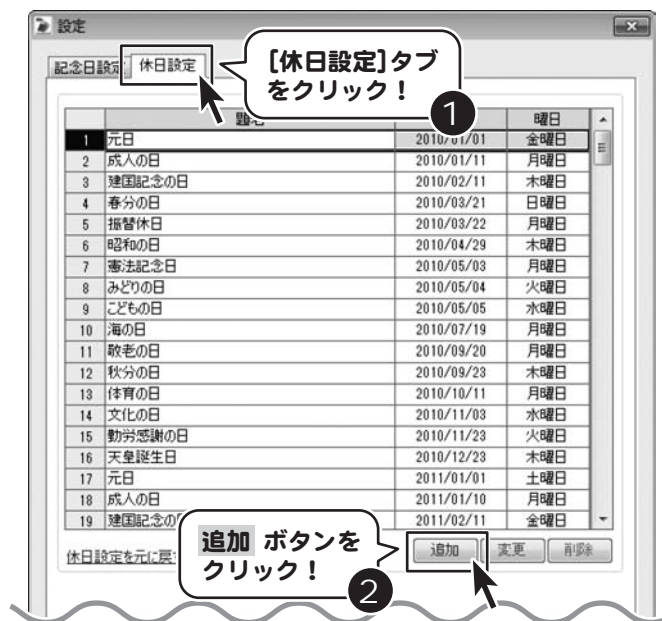 設定
記念日設定 休日設定
[休日設定]タブ
をクリック！
1
曜日
1 元日 2010/01/01 金曜日
2 成人の日 2010/01/11 月曜日
3 建国記念の日 2010/02/11 木曜日
4 春分の日 2010/03/21 日曜日
5 振替休日 2010/03/22 月曜日
6 昭和の日 2010/04/29 木曜日
7 憲法記念日 2010/05/03 月曜日
8 みどりの日 2010/05/04 火曜日
9 こどもの日 2010/05/05 水曜日
10 海の日 2010/07/19 月曜日
11 敬老の日 2010/09/20 月曜日
12 秋分の日 2010/09/23 木曜日
13 体育の日 2010/10/11 月曜日
14 文化の日 2010/11/03 水曜日
15 勤労感謝の日 2010/11/23 火曜日
16 天皇誕生日 2010/12/23 木曜日
17 元日 2011/01/01 土曜日
18 成人の日 2011/01/10 月曜日
19 建国記念の 2011/02/11 金曜日
休日設定を元に戻
追加 変更 削除
追加 ボタンを
クリック！
2